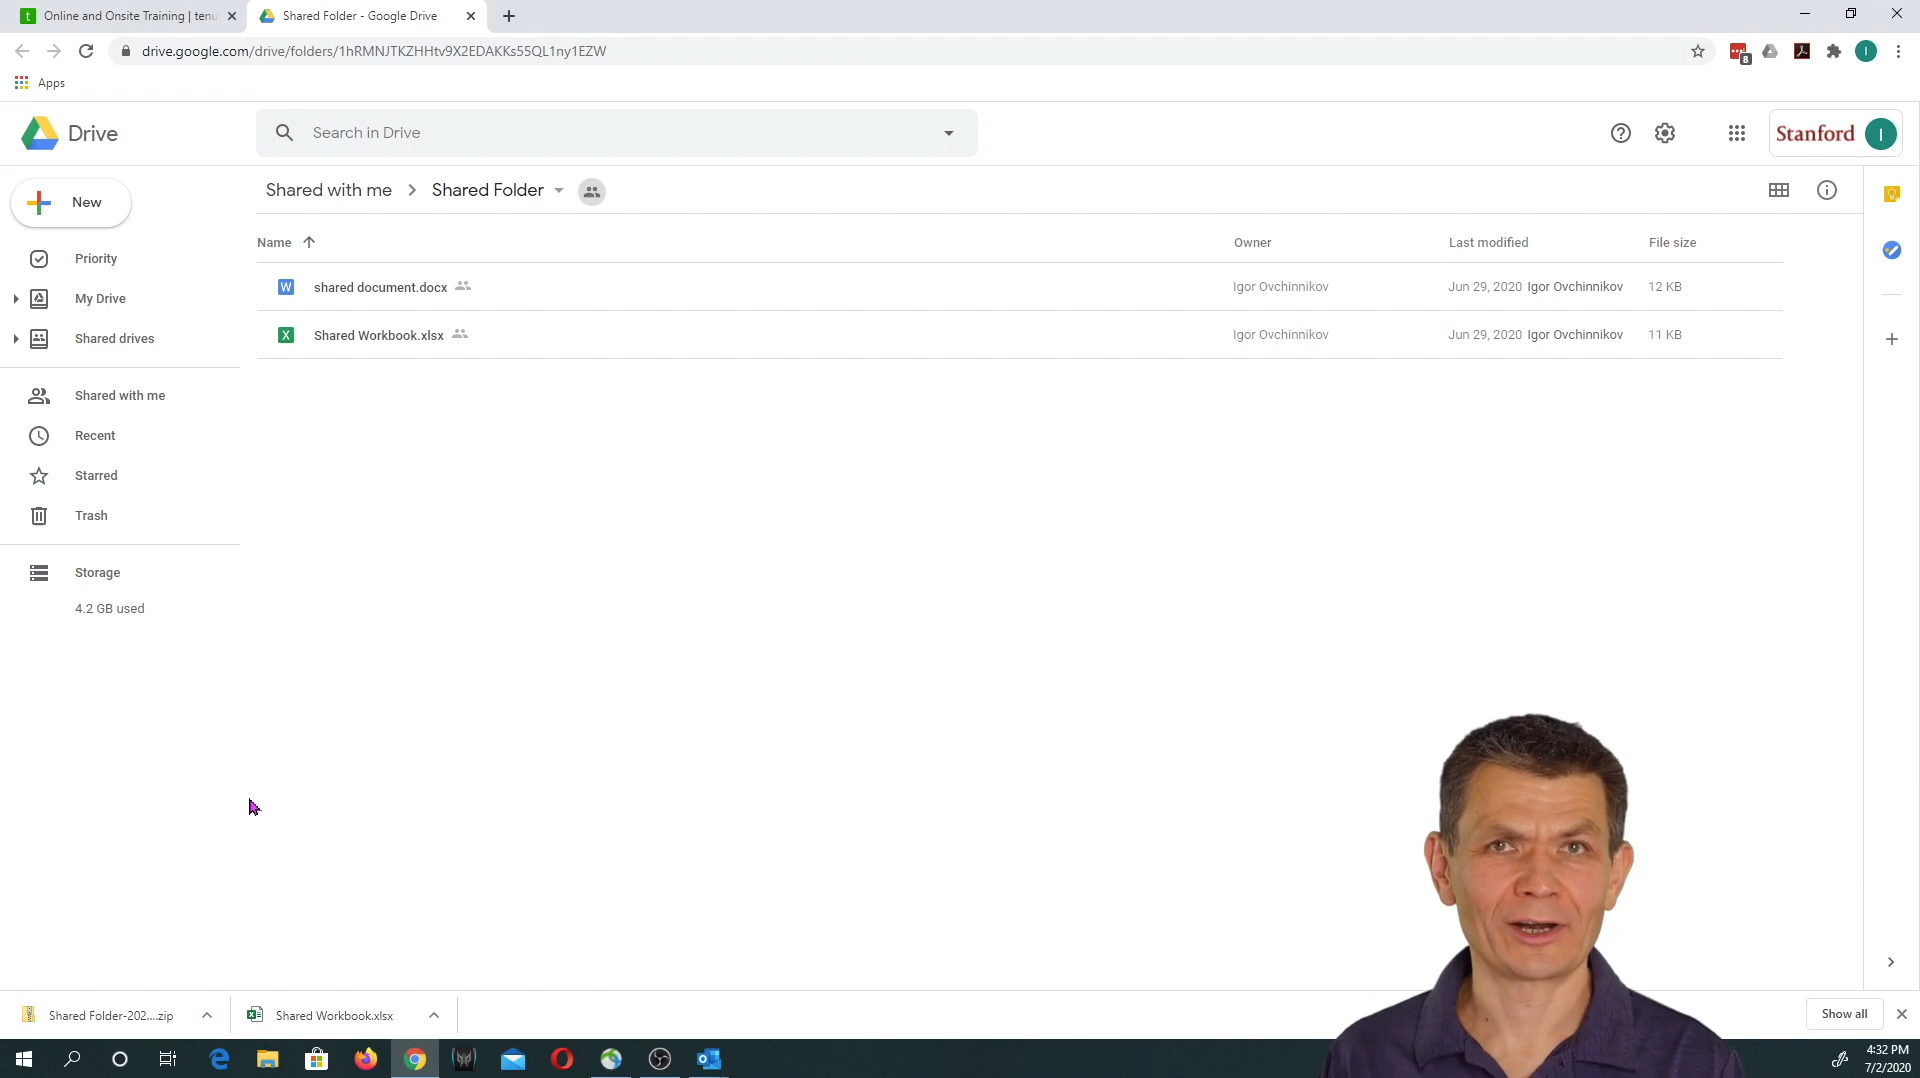 Online and Onsite Training | tenu
Shared Folder - Google Drive
drive.google.com/drive/folders/1hRMNJTKZHHtv9X2EDAKKs55QL1ny1EZW
8
I
Apps
Drive
Search in Drive
Stanford
I
New
Shared with me
Shared Folder
Name
Owner
Last modified
File size
Priority
W shared document.docx Igor Ovchinnikov Jun 29, 2020 Igor Ovchinnikov 12 KB
My Drive
X Shared Workbook.xlsx Igor Ovchinnikov Jun 29, 2020 Igor Ovchinnikov 11 KB
Shared drives
Shared with me
Recent
Starred
Trash
Storage
4.2 GB used
Shared Folder-202....zip
Shared Workbook.xlsx
Show all
4:32 PM
7/2/2020